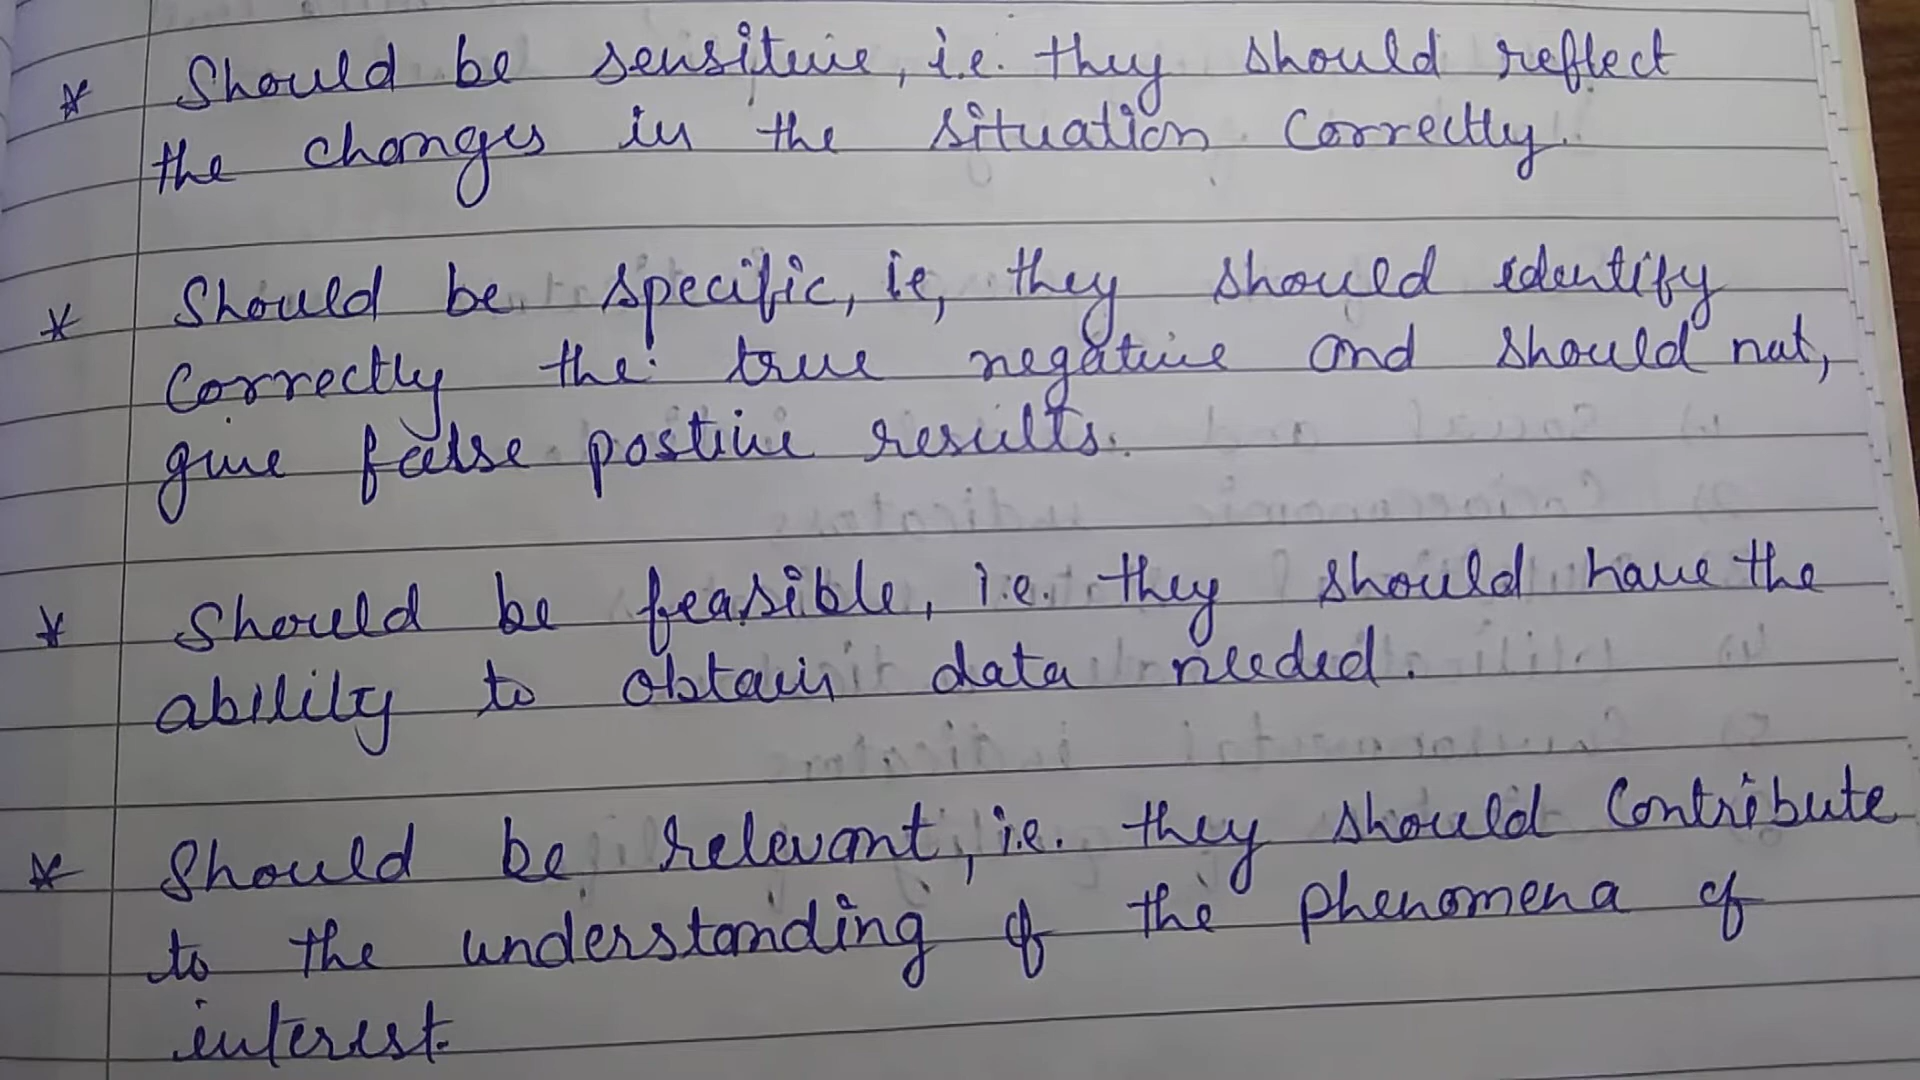 * Should be sensitive, i.e. they should reflect
the changes in the situation correctly.
* Should be specific, ie, they should identify
correctly the true negative and should not,
give false postive results.
* Should be feasible, i.e. they should have the
ability to obtain data needed.
* Should be relevant, i.e. they should contribute
to the understanding of the phenomena of
interest.